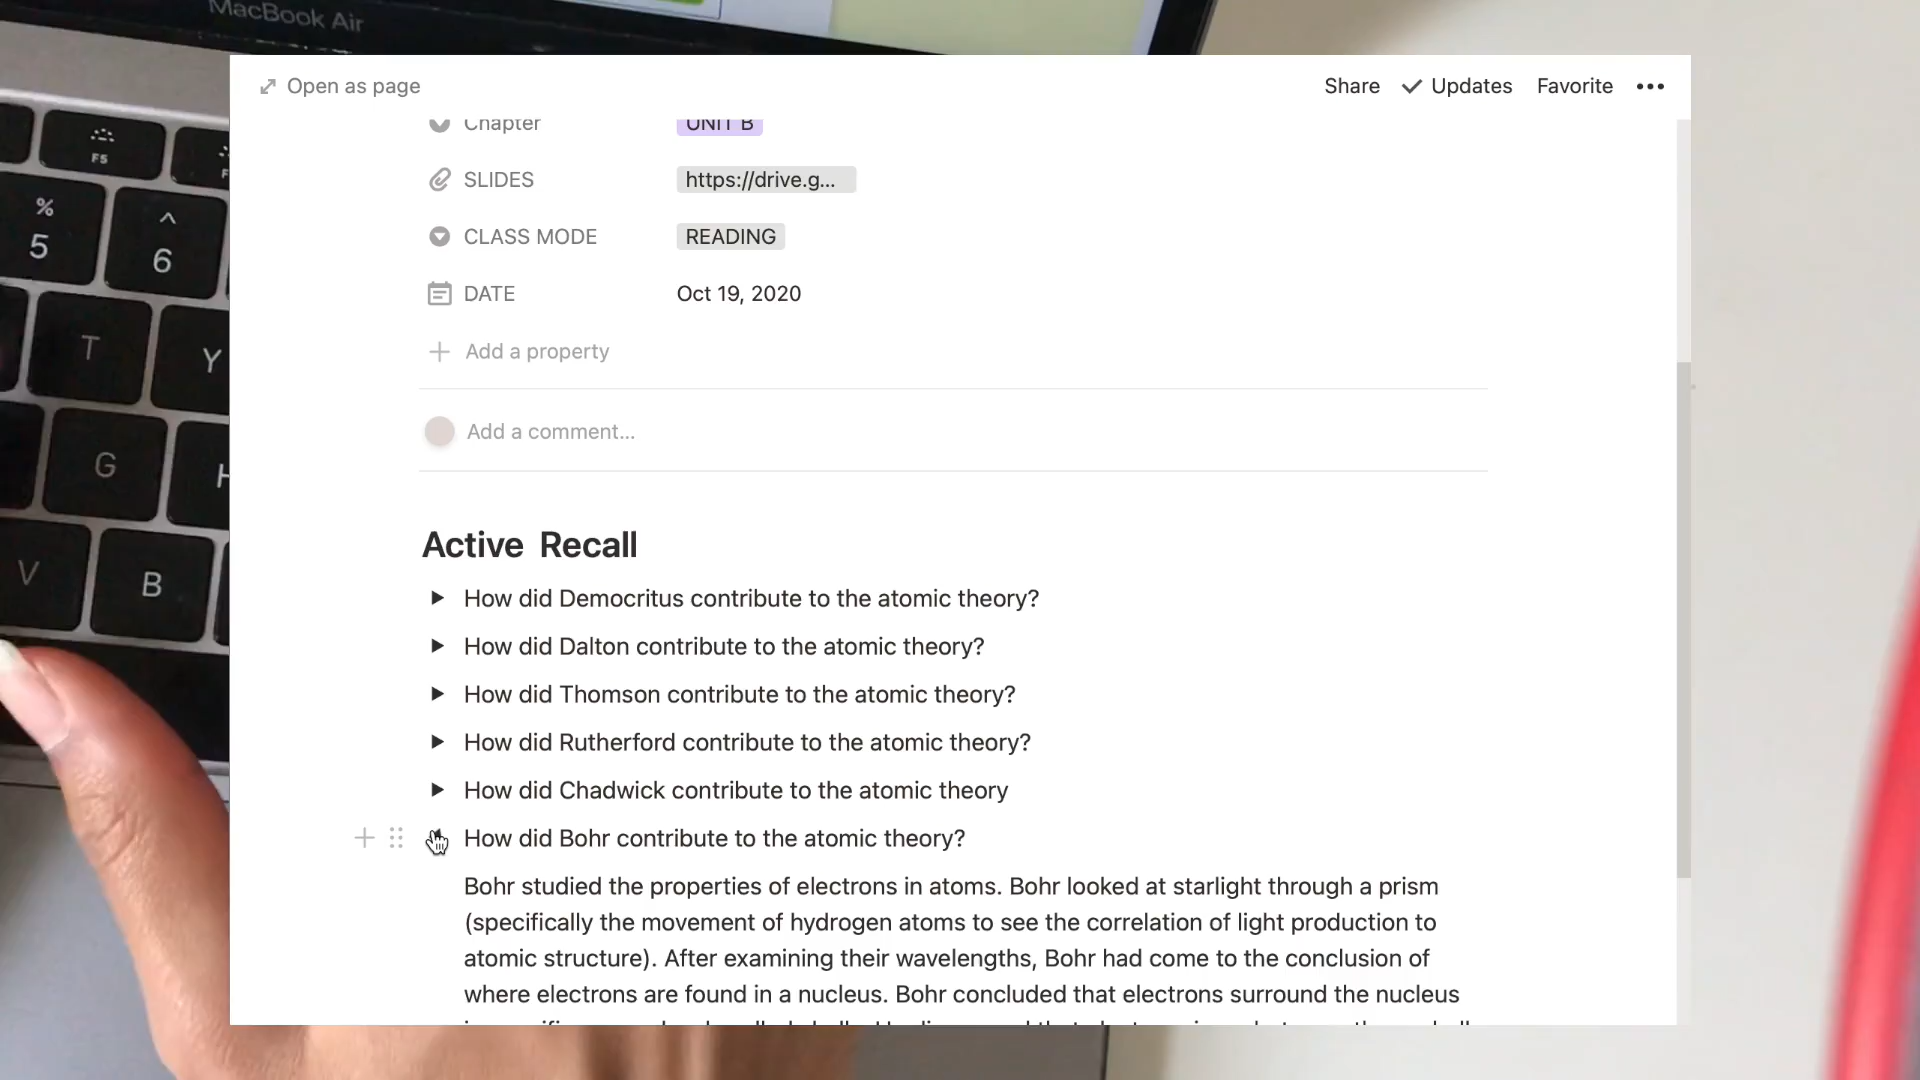 MacBook Air
Open as page
Share
Updates
Favorite
Chapter
UNIT B
SLIDES
https://drive.g...
CLASS MODE
READING
DATE
Oct 19, 2020
Add a property
Add a comment...
Active Recall
How did Democritus contribute to the atomic theory?
How did Dalton contribute to the atomic theory?
How did Thomson contribute to the atomic theory?
How did Rutherford contribute to the atomic theory?
How did Chadwick contribute to the atomic theory
How did Bohr contribute to the atomic theory?
Bohr studied the properties of electrons in atoms. Bohr looked at starlight through a prism
(specifically the movement of hydrogen atoms to see the correlation of light production to
atomic structure). After examining their wavelengths, Bohr had come to the conclusion of
where electrons are found in a nucleus. Bohr concluded that electrons surround the nucleus
F5
%
5
^
6
T
Y
G
H
V
B